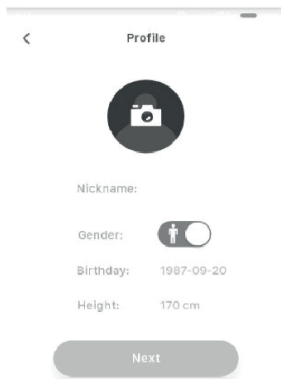 Profile
Nickname:
Gender:
Birthday: 1987-09-20
Height: 170 cm
Next